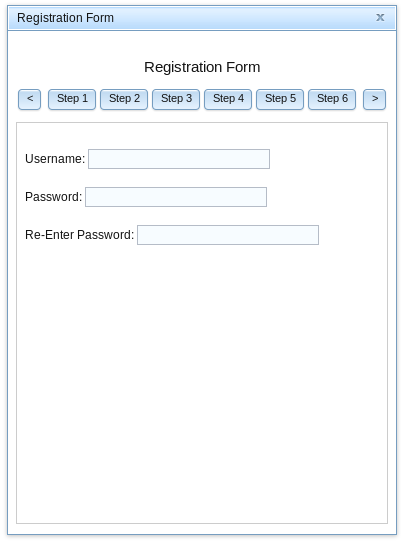 Registration Form x
Registration Form
< Step 1 Step 2 Step 3 Step 4 Step 5 Step 6 >
Username:
Password:
Re-Enter Password: